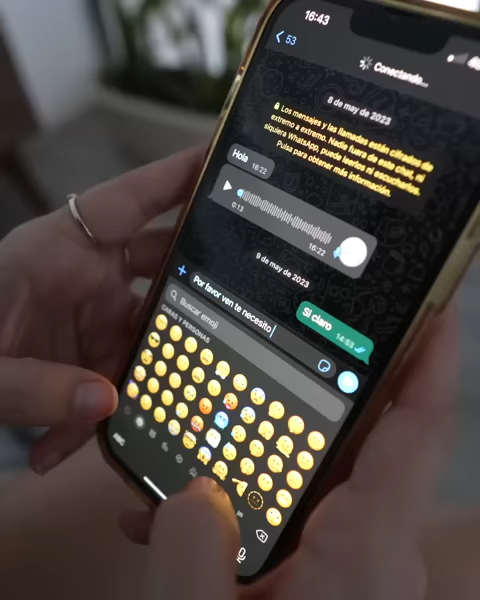 16:43
53
Conectando...
8 de may de 2023
Los mensajes y las llamadas están cifrados de
extremo a extremo. Nadie fuera de este chat, ni
siquiera WhatsApp, puede leerlos ni escucharlos.
Pulsa para obtener más información.
Hola 16:22
0:13 16:22
9 de may de 2023
Si claro 14:53
Por favor ven te necesito
Buscar emoji
CARAS Y PERSONAS
ABC